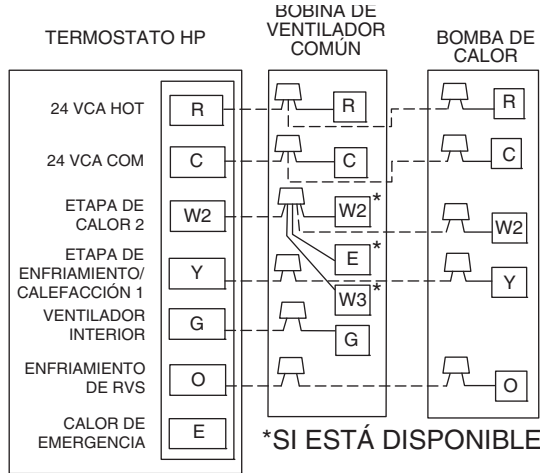 TERMOSTATO HP
BOBINA DE
VENTILADOR
COMÚN
BOMBA DE
CALOR
24 VCA HOT
R
R
R
24 VCA COM
C
C
C
ETAPA DE
CALOR 2
W2
W2*
W2
E*
W3*
ETAPA DE
ENFRIAMIENTO/
CALEFACCIÓN 1
Y
Y
VENTILADOR
INTERIOR
G
G
ENFRIAMIENTO
DE RVS
O
O
CALOR DE
EMERGENCIA
E
*SI ESTÁ DISPONIBLE